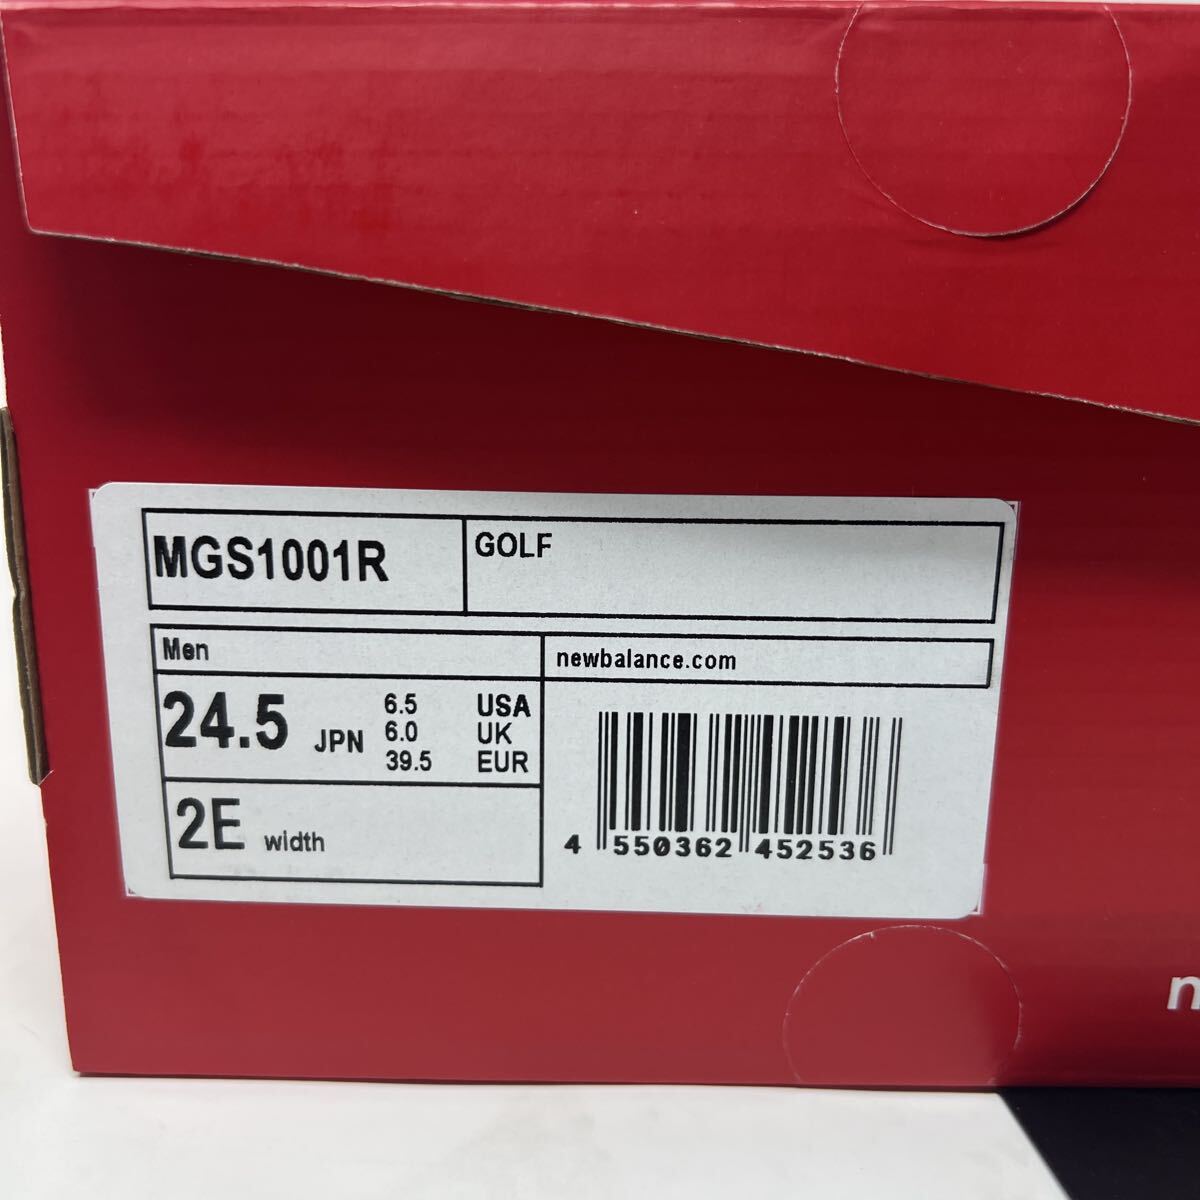 MGS1001R
GOLF
Men
newbalance.com
24.5 JPN
6.5 USA
6.0 UK
39.5 EUR
2E width
4 550362 452536
n